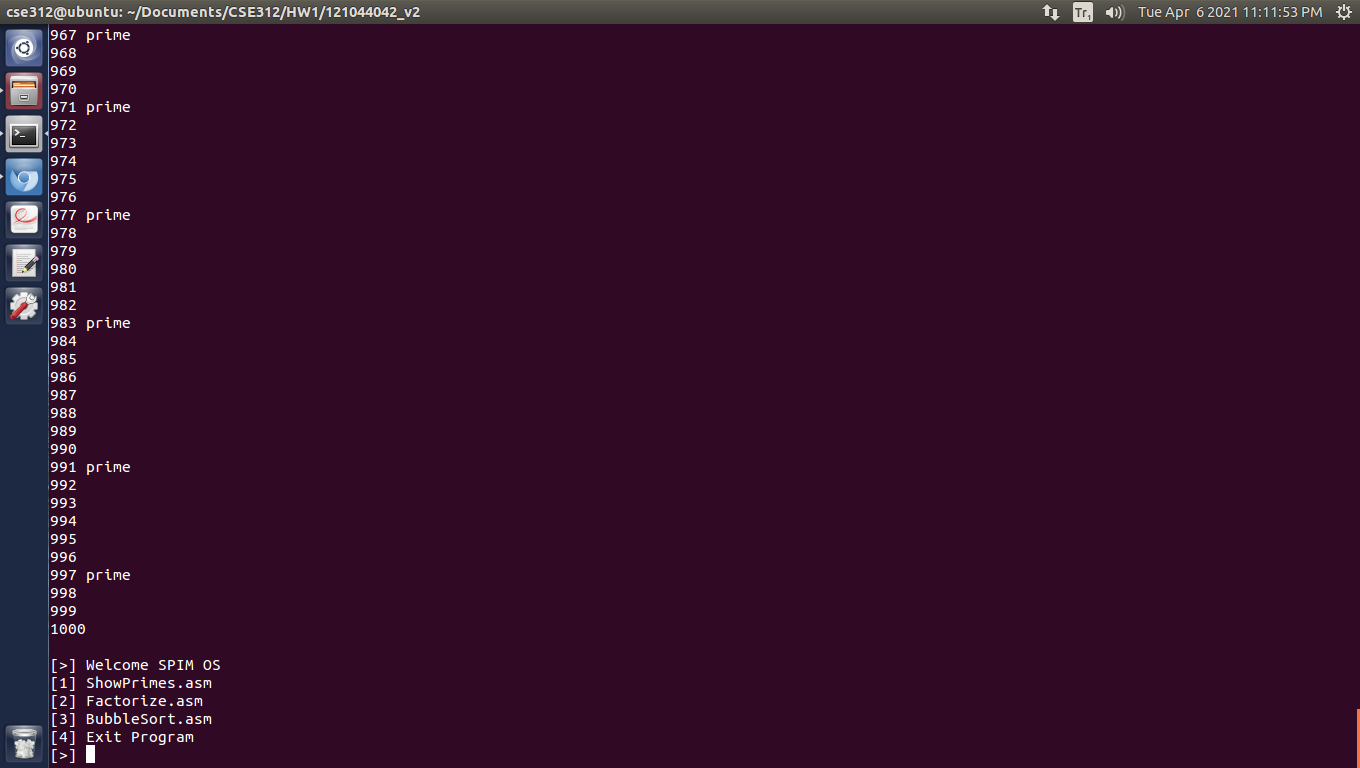 cse312@ubuntu: ~/Documents/CSE312/HW1/121044042_v2
Tr1
Tue Apr 6 2021 11:11:53 PM
967 prime
968
969
970
971 prime
972
973
974
975
976
977 prime
978
979
980
981
982
983 prime
984
985
986
987
988
989
990
991 prime
992
993
994
995
996
997 prime
998
999
1000
[>] Welcome SPIM OS
[1] ShowPrimes.asm
[2] Factorize.asm
[3] BubbleSort.asm
[4] Exit Program
[>]